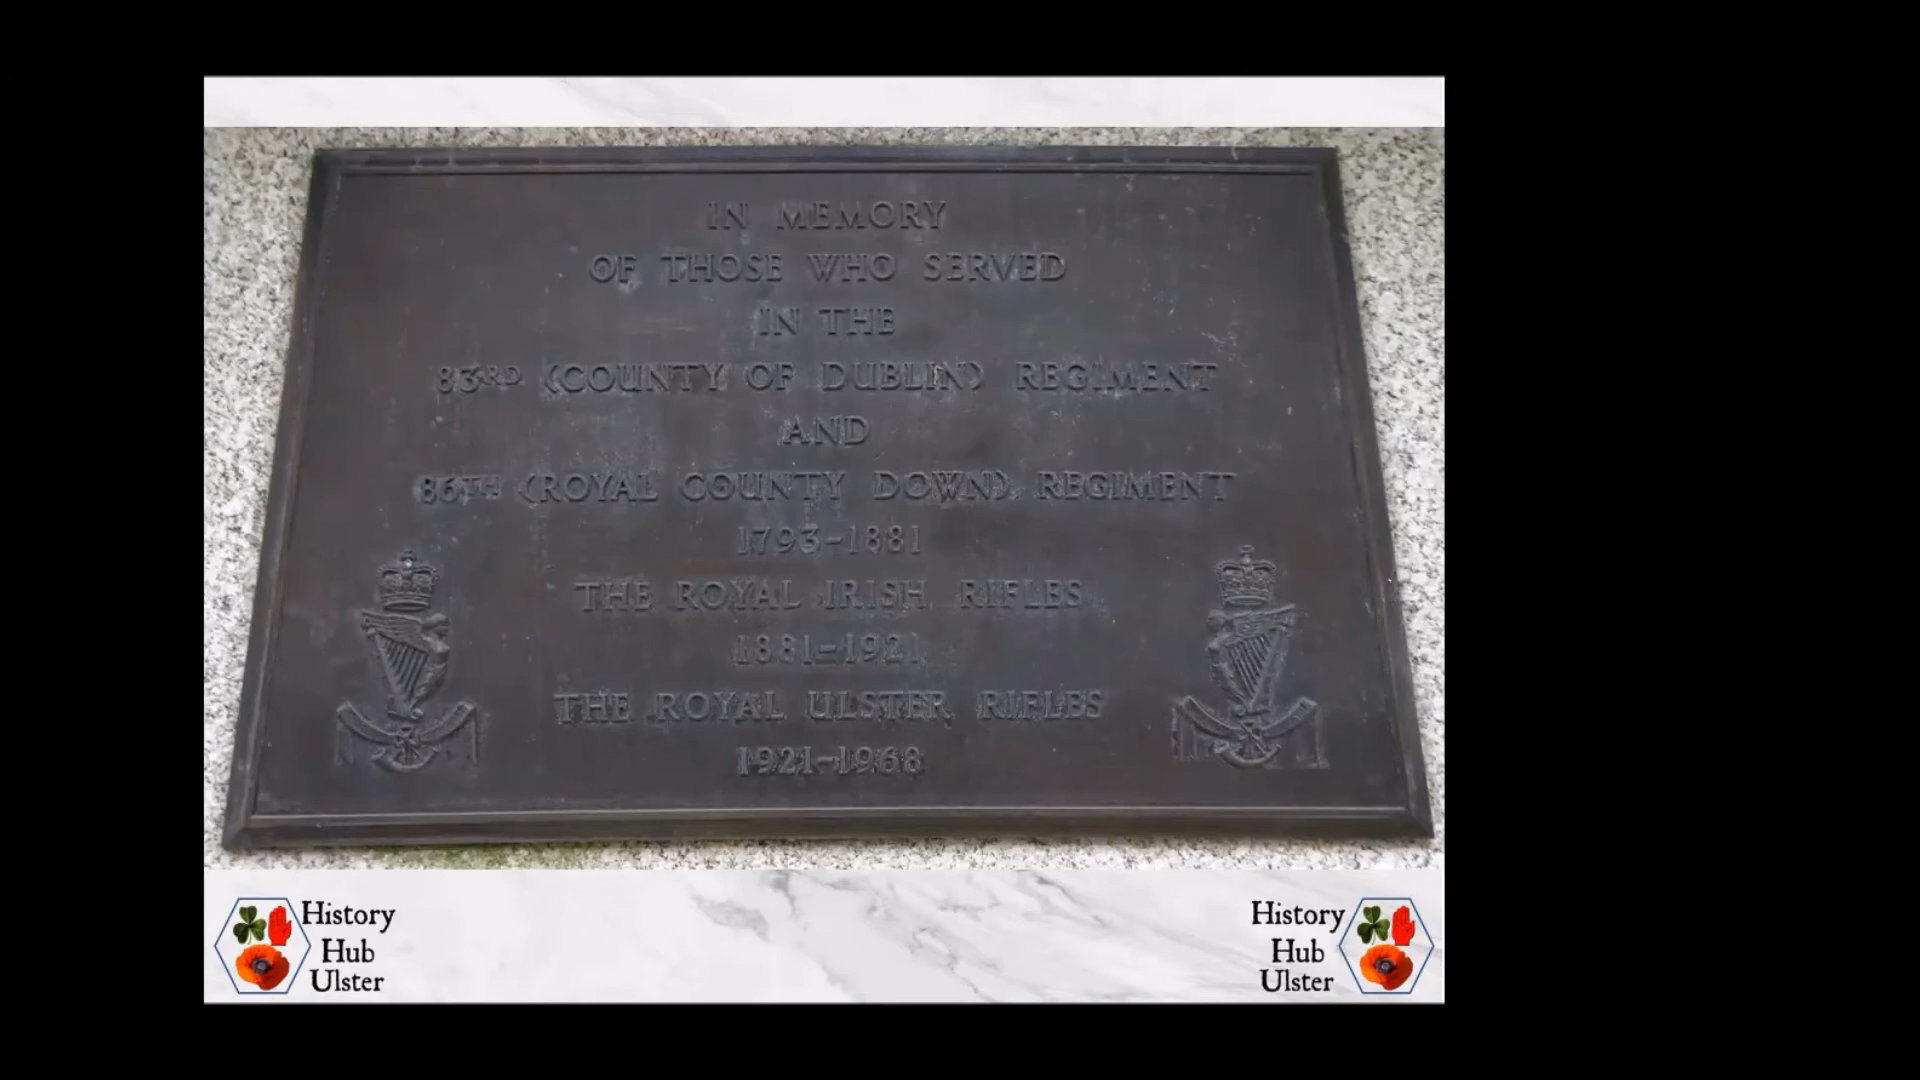 IN MEMORY
OF THOSE WHO SERVED
IN THE
83RD (COUNTY OF DUBLIN) REGIMENT
AND
86TH (ROYAL COUNTY DOWN) REGIMENT
1793-1881
THE ROYAL IRISH RIFLES
1881-1921
THE ROYAL ULSTER RIFLES
1921-1968
History
Hub
Ulster
History
Hub
Ulster